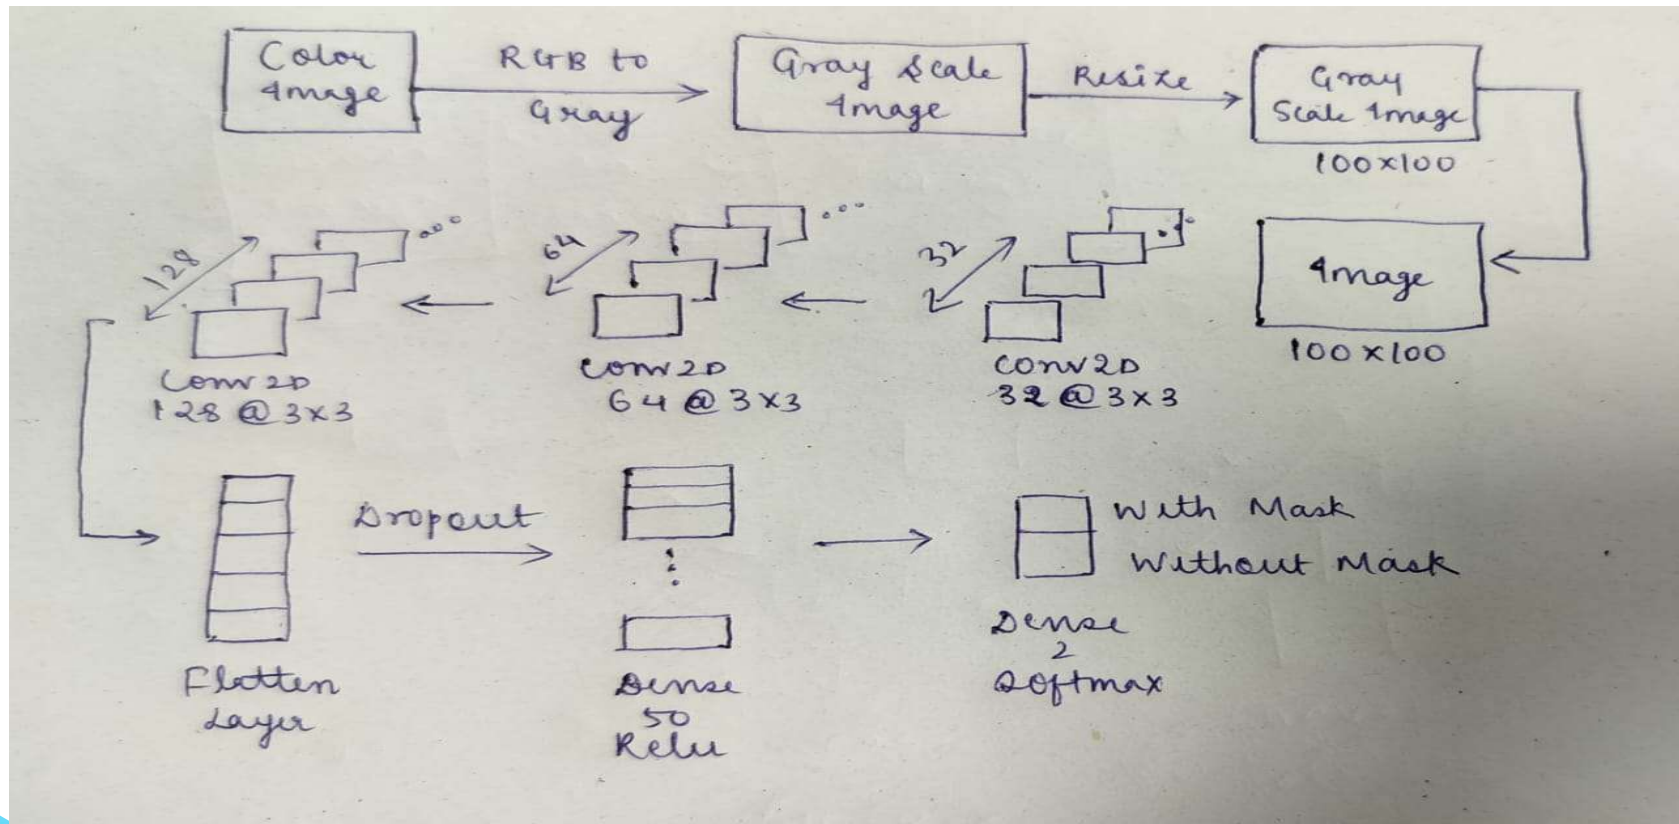 Color
Image
RGB to
Gray
Gray Scale
Image
Resize
Gray
Scale Image
100x100
Image
100x100
32
Conv2D
32 @ 3x3
64
Conv2D
64 @ 3x3
128
Conv2D
128 @ 3x3
Flatten
Layer
Dropout
Dense
50
Relu
With Mask
Without Mask
Dense
2
Softmax